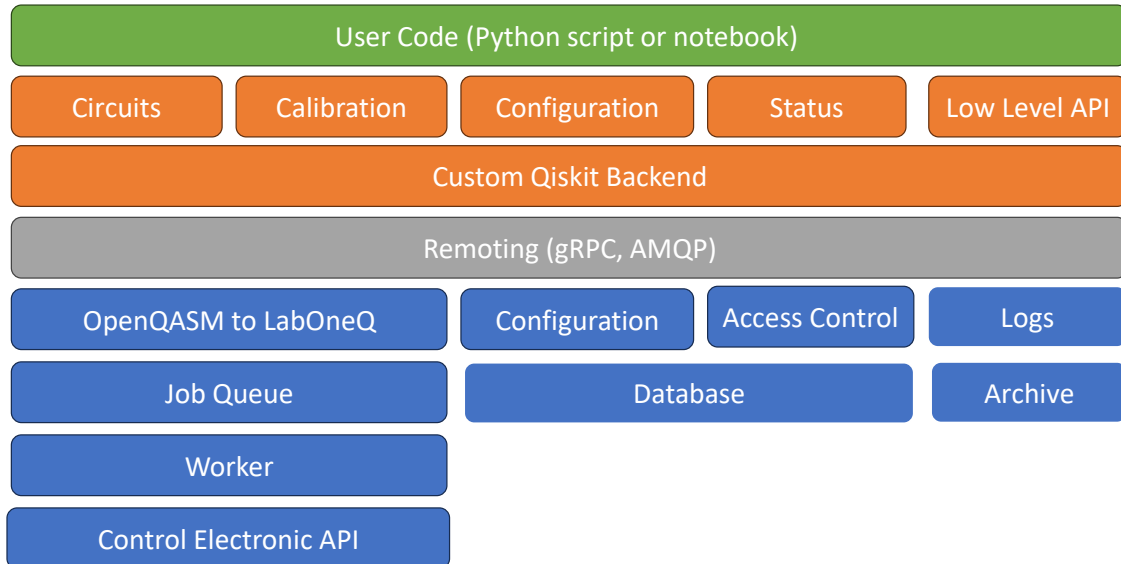 User Code (Python script or notebook)
Circuits
Calibration
Configuration
Status
Low Level API
Custom Qiskit Backend
Remoting (gRPC, AMQP)
OpenQASM to LabOneQ
Configuration
Access Control
Logs
Job Queue
Database
Archive
Worker
Control Electronic API